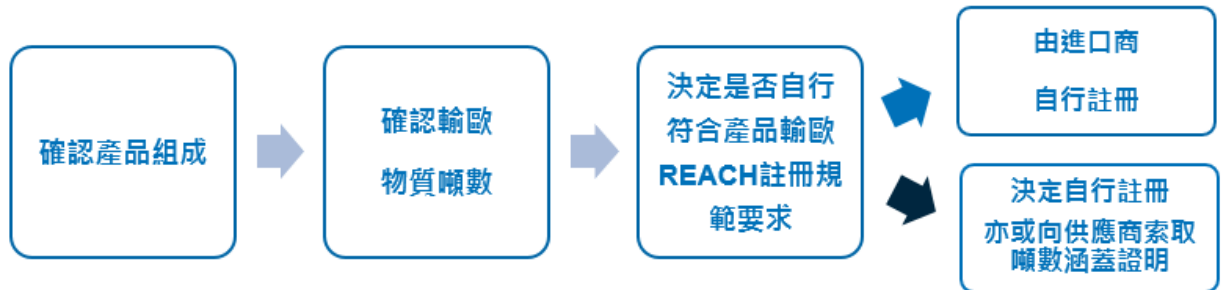 確認產品組成
確認輸歐
物質噸數
決定是否自行
符合產品輸歐
REACH註冊規
範要求
由進口商
自行註冊
決定自行註冊
亦或向供應商索取
噸數涵蓋證明